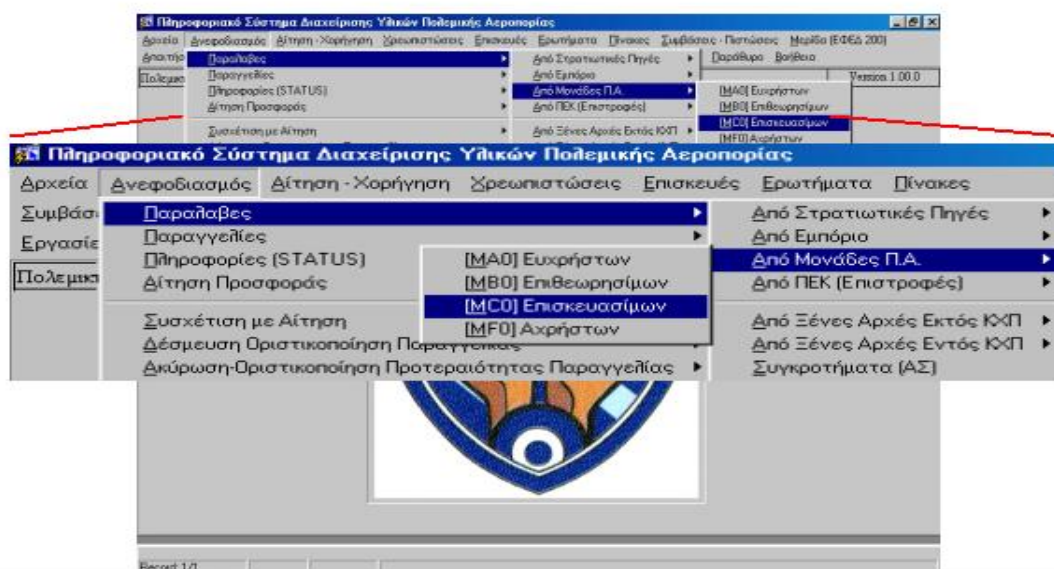 Πληροφοριακό Σύστημα Διαχείρισης Υλικών Πολεμικής Αεροπορίας
Αρχεία Ανεφοδιασμός Αίτηση - Χορήγηση Χρεωπιστώσεις Επισκευές Ερωτήματα Πίνακες Συμβάσεις - Πιστώσεις Μερίδα (ΕΦΕΔ 200)
Παραλαβες Από Στρατιωτικές Πηγές Παράθυρο Βοήθεια
Παραγγελίες Από Εμπόριο Version 1.00.0
Πληροφορίες (STATUS) Από Μονάδες Π.Α. [MA0] Ευχρήστων
Αίτηση Προσφοράς Από ΠΕΚ (Επιστροφές) [MB0] Επιθεωρησίμων
[MC0] Επισκευασίμων
Συσχέτιση με Αίτηση Από Ξένες Αρχές Εκτός ΚΧΠ [MF0] Αχρήστων
Πληροφοριακό Σύστημα Διαχείρισης Υλικών Πολεμικής Αεροπορίας
Αρχεία Ανεφοδιασμός Αίτηση - Χορήγηση Χρεωπιστώσεις Επισκευές Ερωτήματα Πίνακες
Συμβάσ Παραλαβες Από Στρατιωτικές Πηγές
Παραγγελίες Από Εμπόριο
Εργασίε Πληροφορίες (STATUS) [MA0] Ευχρήστων Από Μονάδες Π.Α.
Πολεμικ Αίτηση Προσφοράς [MB0] Επιθεωρησίμων Από ΠΕΚ (Επιστροφές)
[MC0] Επισκευασίμων
Συσχέτιση με Αίτηση [MF0] Αχρήστων Από Ξένες Αρχές Εκτός ΚΧΠ
Δέσμευση Οριστικοποίηση Παραγγελίας Από Ξένες Αρχές Εντός ΚΧΠ
Ακύρωση-Οριστικοποίηση Προτεραιότητας Παραγγελίας Συγκροτήματα (ΑΣ)
Record: 1/1